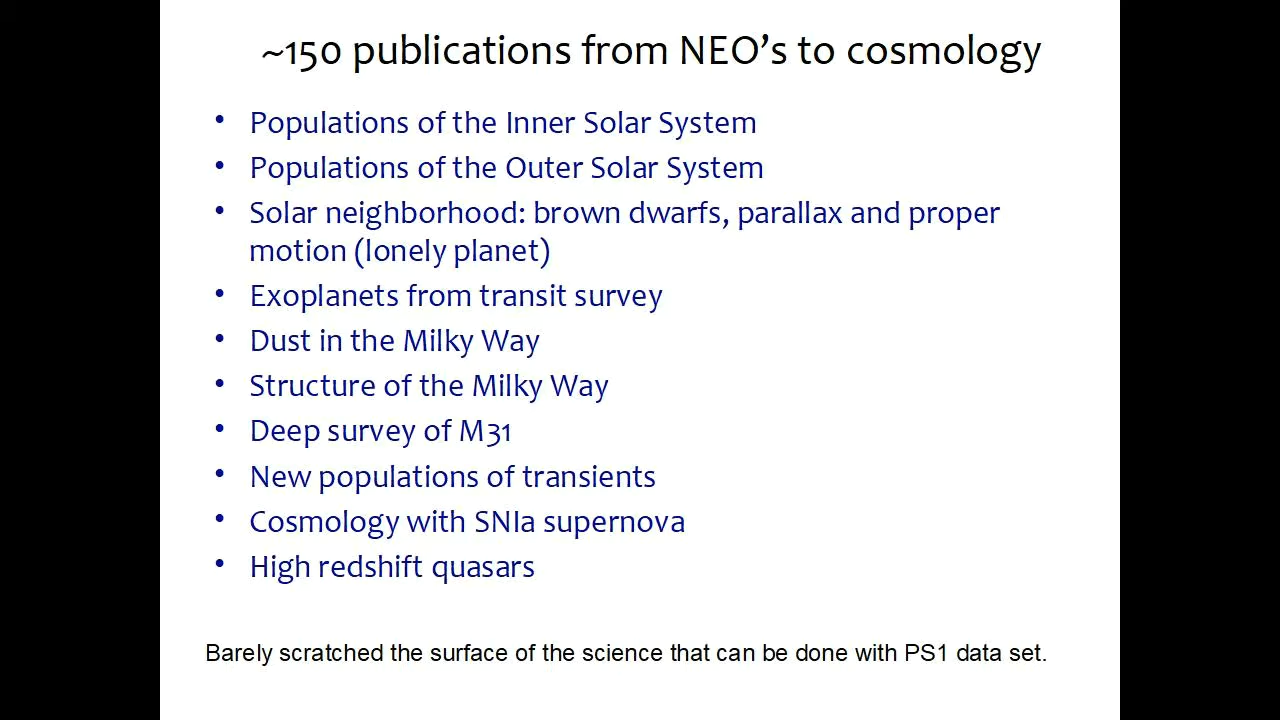 ~150 publications from NEO’s to cosmology
• Populations of the Inner Solar System
• Populations of the Outer Solar System
• Solar neighborhood: brown dwarfs, parallax and proper
motion (lonely planet)
• Exoplanets from transit survey
• Dust in the Milky Way
• Structure of the Milky Way
• Deep survey of M31
• New populations of transients
• Cosmology with SNIa supernova
• High redshift quasars
Barely scratched the surface of the science that can be done with PS1 data set.